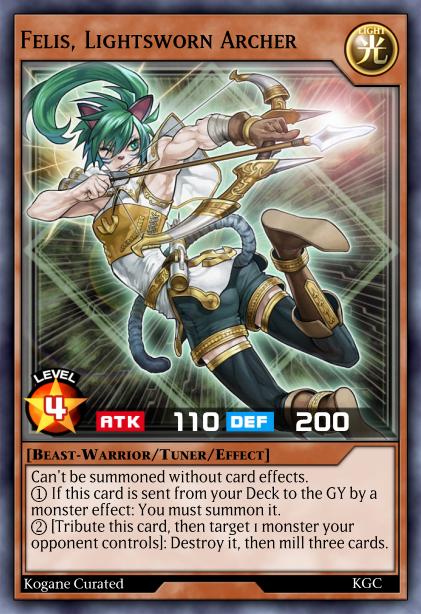 Felis, Lightsworn Archer
LIGHT
光
LEVEL
4
ATK 110 DEF 200
[Beast-Warrior/Tuner/Effect]
Can't be summoned without card effects.
① If this card is sent from your Deck to the GY by a
monster effect: You must summon it.
② [Tribute this card, then target 1 monster your
opponent controls]: Destroy it, then mill three cards.
Kogane Curated KGC